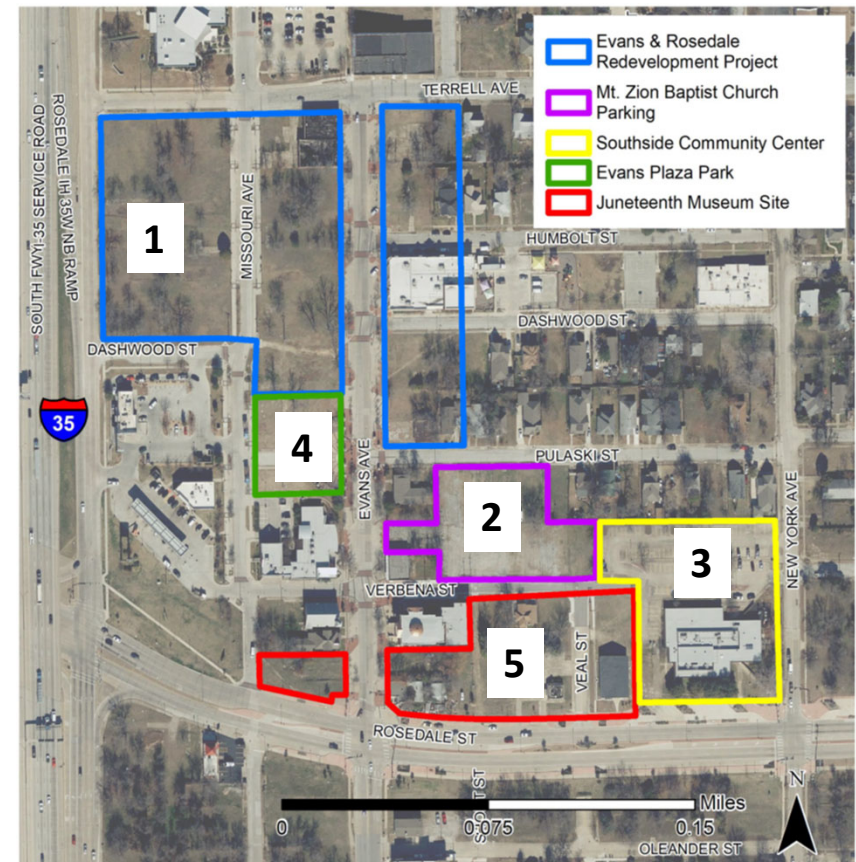 Evans & Rosedale
Redevelopment Project
Mt. Zion Baptist Church
Parking
Southside Community Center
Evans Plaza Park
Juneteenth Museum Site
TERRELL AVE
SOUTH FWY-35 SERVICE ROAD
ROSEDALE IH 35W NB RAMP
MISSOURI AVE
1
HUMBOLT ST
DASHWOOD ST
DASHWOOD ST
35
4
EVANS AVE
PULASKI ST
2
3
NEW YORK AVE
VERBENA ST
5
VEAL ST
ROSEDALE ST
N
Miles
0
0.075
0.15
OLEANDER ST